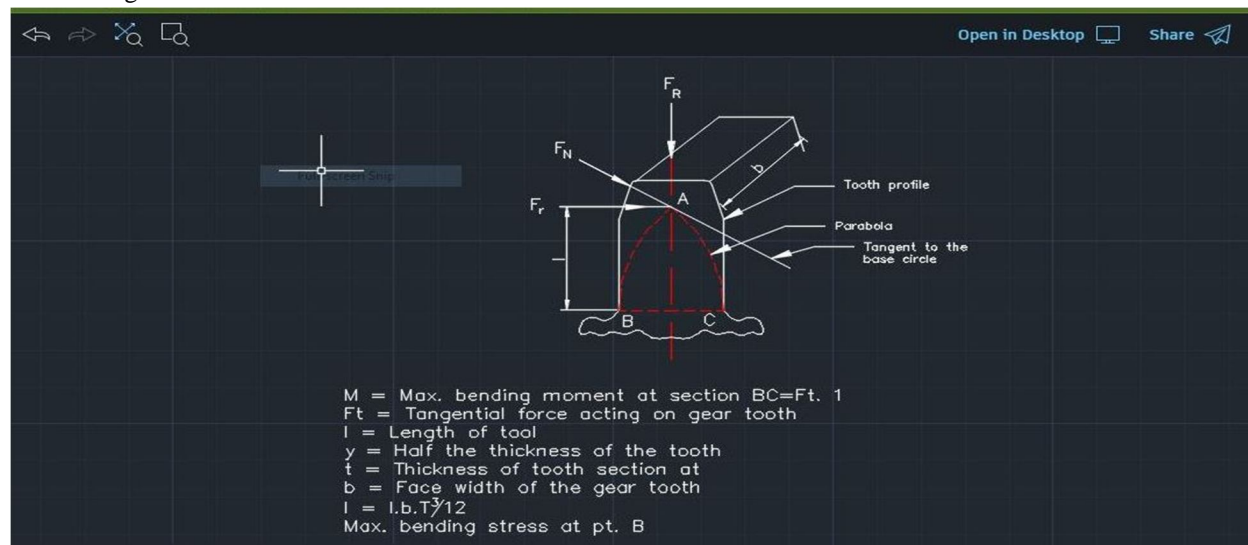 Open in Desktop Share
F_R
F_N
b
Tooth profile
F_r
A
Parabola
Tangent to the
base circle
l
B C
M = Max. bending moment at section BC=Ft. 1
Ft = Tangential force acting on gear tooth
l = Length of tool
y = Half the thickness of the tooth
t = Thickness of tooth section at
b = Face width of the gear tooth
I = l.b.T³/12
Max. bending stress at pt. B